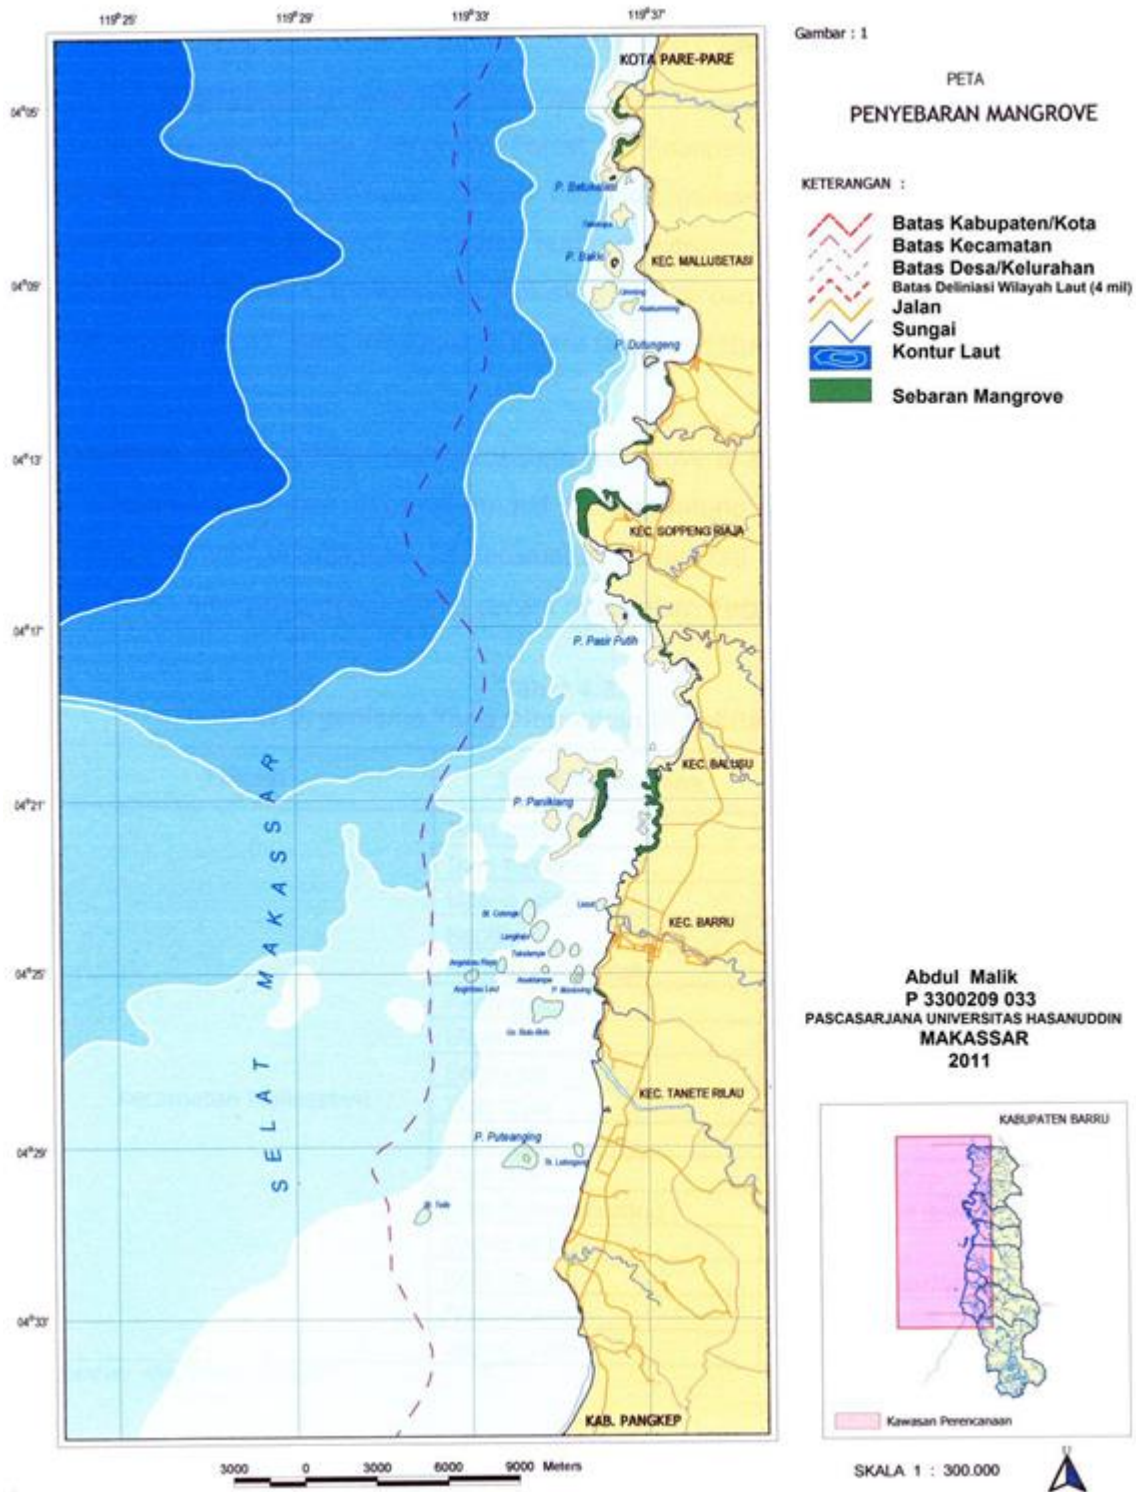 119°25'
119°29'
119°33'
119°37'
Gambar : 1
PETA
PENYEBARAN MANGROVE
KETERANGAN :
Batas Kabupaten/Kota
Batas Kecamatan
Batas Desa/Kelurahan
Batas Deliniasi Wilayah Laut (4 mil)
Jalan
Sungai
Kontur Laut
Sebaran Mangrove
KOTA PARE-PARE
04°05'
P. Batukalasi
P. Bakki
KEC. MALLUSETASI
04°09'
P. Dutungeng
04°13'
KEC. SOPPENG RIAJA
04°17'
P. Pasir Putih
KEC. BALUSU
04°21'
P. Panikiang
SELAT MAKASSAR
KEC. BARRU
04°25'
KEC. TANETE RILAU
P. Puteanging
04°29'
04°33'
KAB. PANGKEP
Abdul Malik
P 3300209 033
PASCASARJANA UNIVERSITAS HASANUDDIN
MAKASSAR
2011
KABUPATEN BARRU
Kawasan Perencanaan
3000 0 3000 6000 9000 Meters
SKALA 1 : 300.000
U